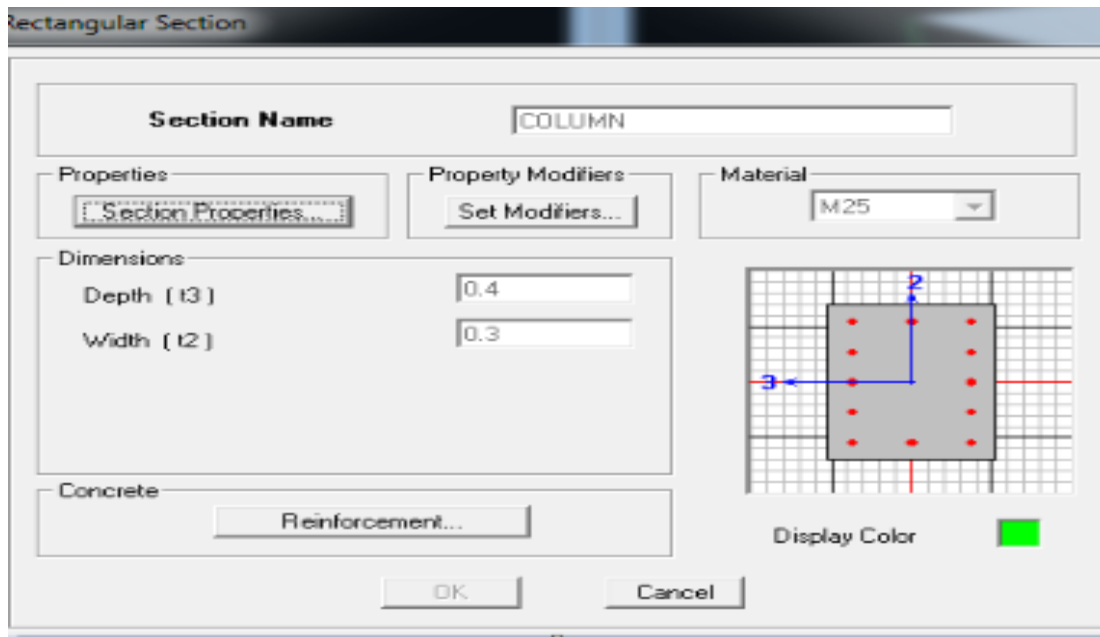 Rectangular Section
Section Name COLUMN
Properties Property Modifiers Material
Section Properties... Set Modifiers... M25
Dimensions
Depth ( t3 ) 0.4
Width ( t2 ) 0.3
2
3
Concrete
Reinforcement...
Display Color
OK Cancel